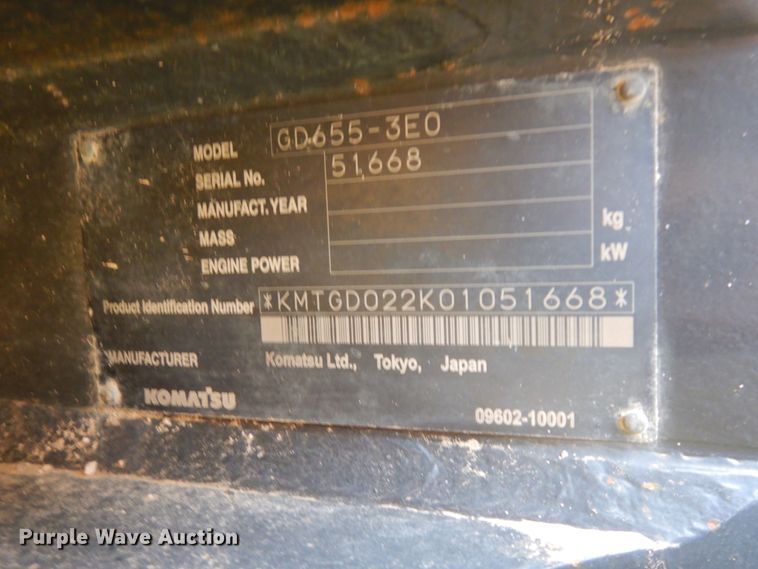 MODEL GD655-3E0
SERIAL No. 51668
MANUFACT. YEAR
MASS kg
ENGINE POWER kW
Product Identification Number *KMTGD022K01051668*
MANUFACTURER Komatsu Ltd., Tokyo, Japan
KOMATSU 09602-10001
Purple Wave Auction